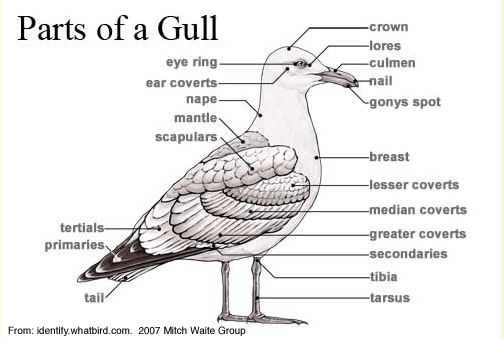 Parts of a Gull
crown
lores
eye ring
culmen
ear coverts
nail
nape
gonys spot
mantle
scapulars
breast
lesser coverts
median coverts
tertials
greater coverts
primaries
secondaries
tibia
tail
tarsus
From: identify.whatbird.com. 2007 Mitch Waite Group